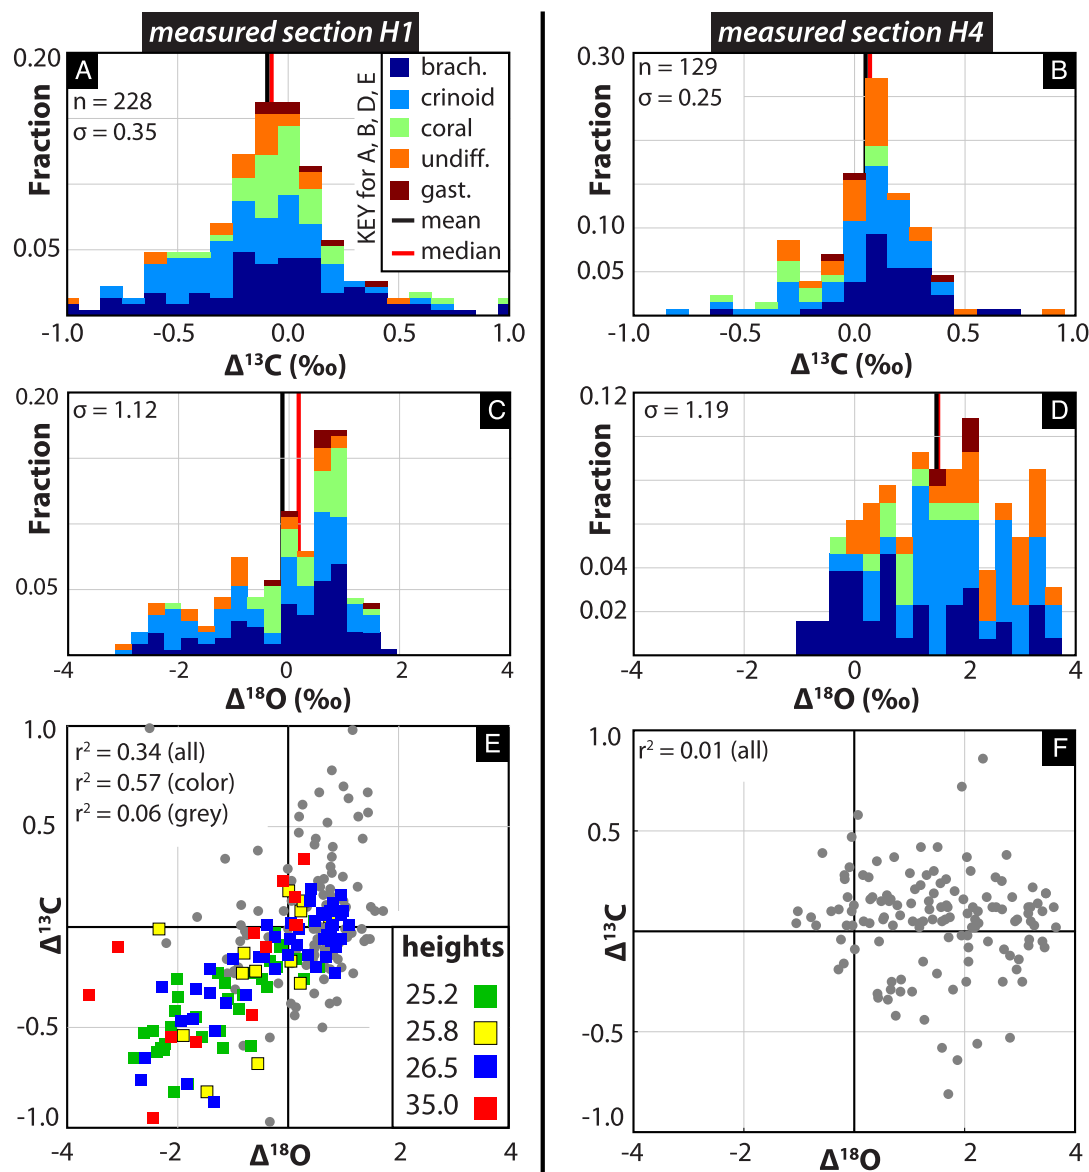 measured section H1
measured section H4
0.20
A
n = 228
σ = 0.35
KEY for A, B, D, E
brach.
crinoid
coral
undiff.
gast.
mean
median
Fraction
0.05
-1.0 -0.5 0.0 0.5 1.0
Δ¹³C (‰)
0.30
n = 129
σ = 0.25
B
Fraction
0.10
0.05
-1.0 -0.5 0.0 0.5 1.0
Δ¹³C (‰)
0.20
σ = 1.12
C
Fraction
0.05
-4 -2 0 2 4
Δ¹⁸O (‰)
0.12
σ = 1.19
D
Fraction
0.04
0.02
-4 -2 0 2 4
Δ¹⁸O (‰)
1.0
r² = 0.34 (all)
r² = 0.57 (color)
r² = 0.06 (grey)
E
0.5
Δ¹³C
-0.5
-1.0
heights
25.2
25.8
26.5
35.0
-4 -2 2 4
Δ¹⁸O
1.0
r² = 0.01 (all)
F
0.5
Δ¹³C
-0.5
-1.0
-4 -2 0 2 4
Δ¹⁸O